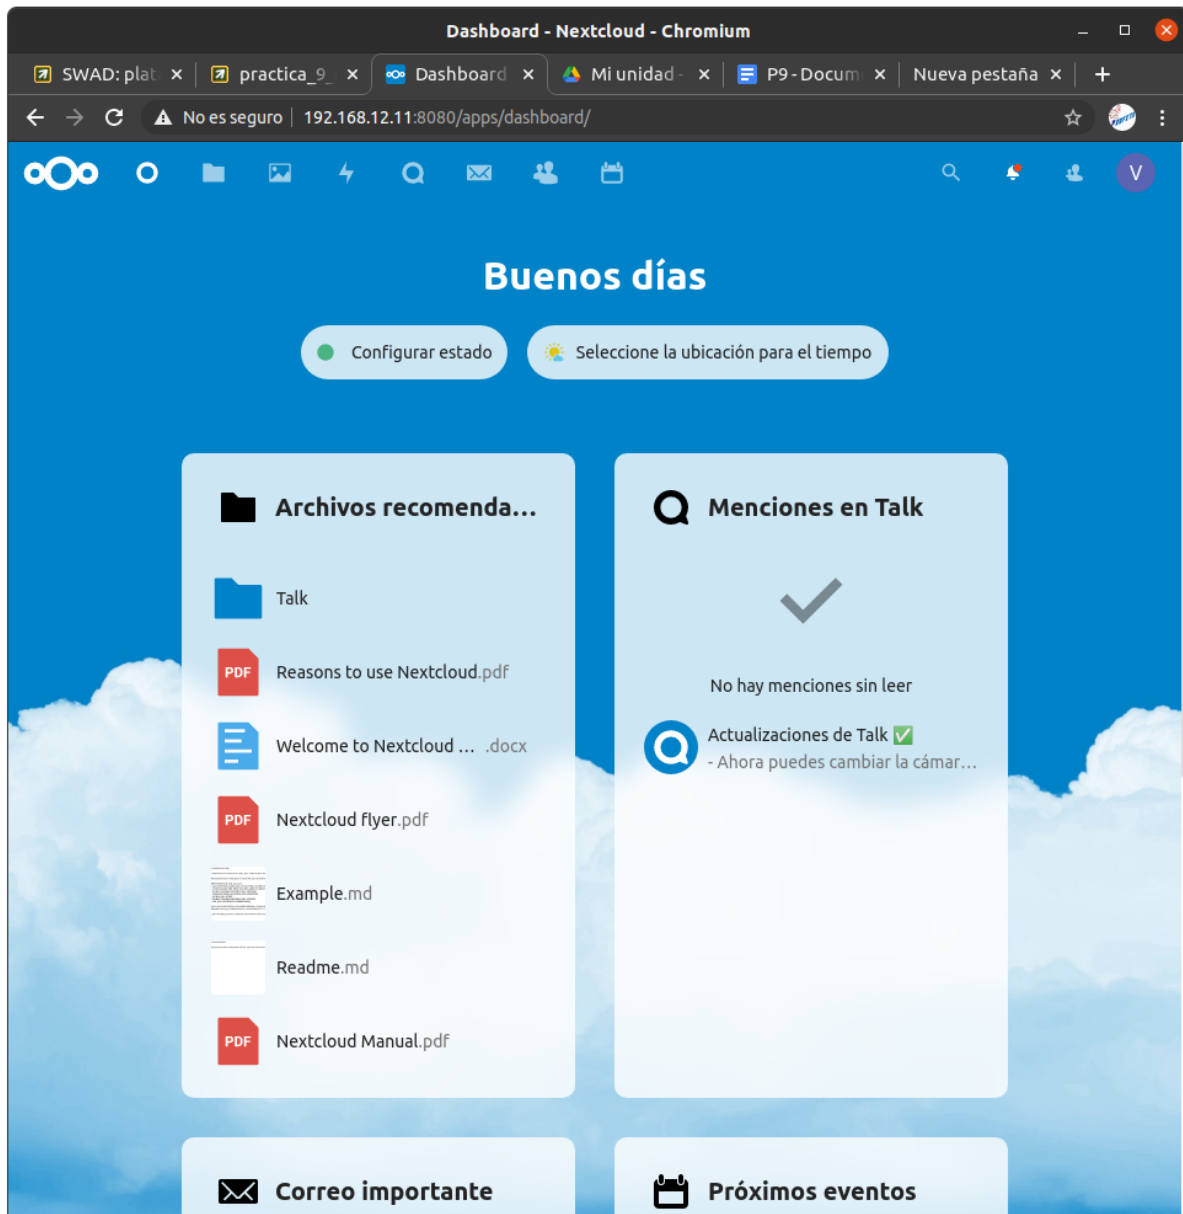 Dashboard - Nextcloud - Chromium
SWAD: plat
practica_9_
Dashboard
Mi unidad -
P9 - Docum
Nueva pestaña
No es seguro
192.168.12.11:8080/apps/dashboard/
V
Buenos días
Configurar estado
Seleccione la ubicación para el tiempo
Archivos recomenda...
Talk
PDF
Reasons to use Nextcloud.pdf
Welcome to Nextcloud ... .docx
PDF
Nextcloud flyer.pdf
Example.md
Readme.md
PDF
Nextcloud Manual.pdf
Menciones en Talk
No hay menciones sin leer
Actualizaciones de Talk ✅
- Ahora puedes cambiar la cámar...
Correo importante
Próximos eventos